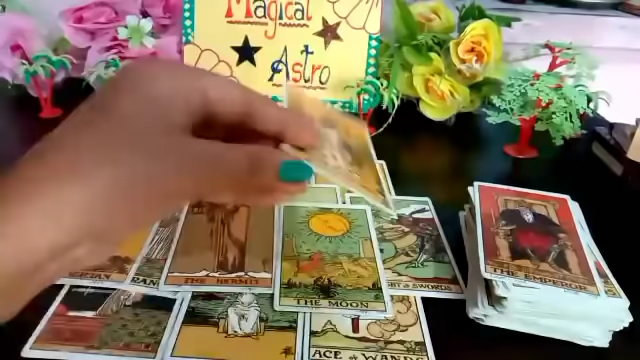 Magical
Astro
THE HERMIT
THE MOON
THE EMPEROR
ACE of WANDS